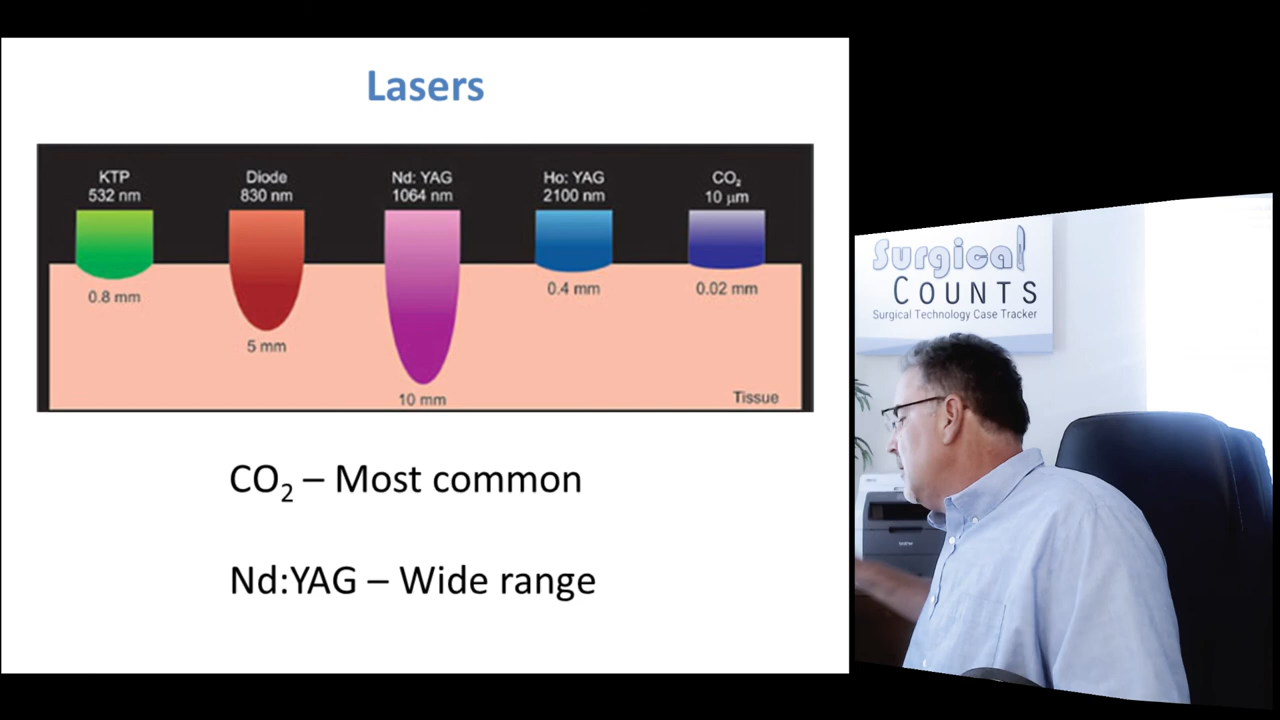 Lasers
KTP
532 nm
Diode
830 nm
Nd: YAG
1064 nm
Ho: YAG
2100 nm
CO₂
10 µm
0.8 mm
5 mm
10 mm
0.4 mm
0.02 mm
Tissue
CO₂ – Most common
Nd:YAG – Wide range
Surgical
COUNTS
Surgical Technology Case Tracker
brother